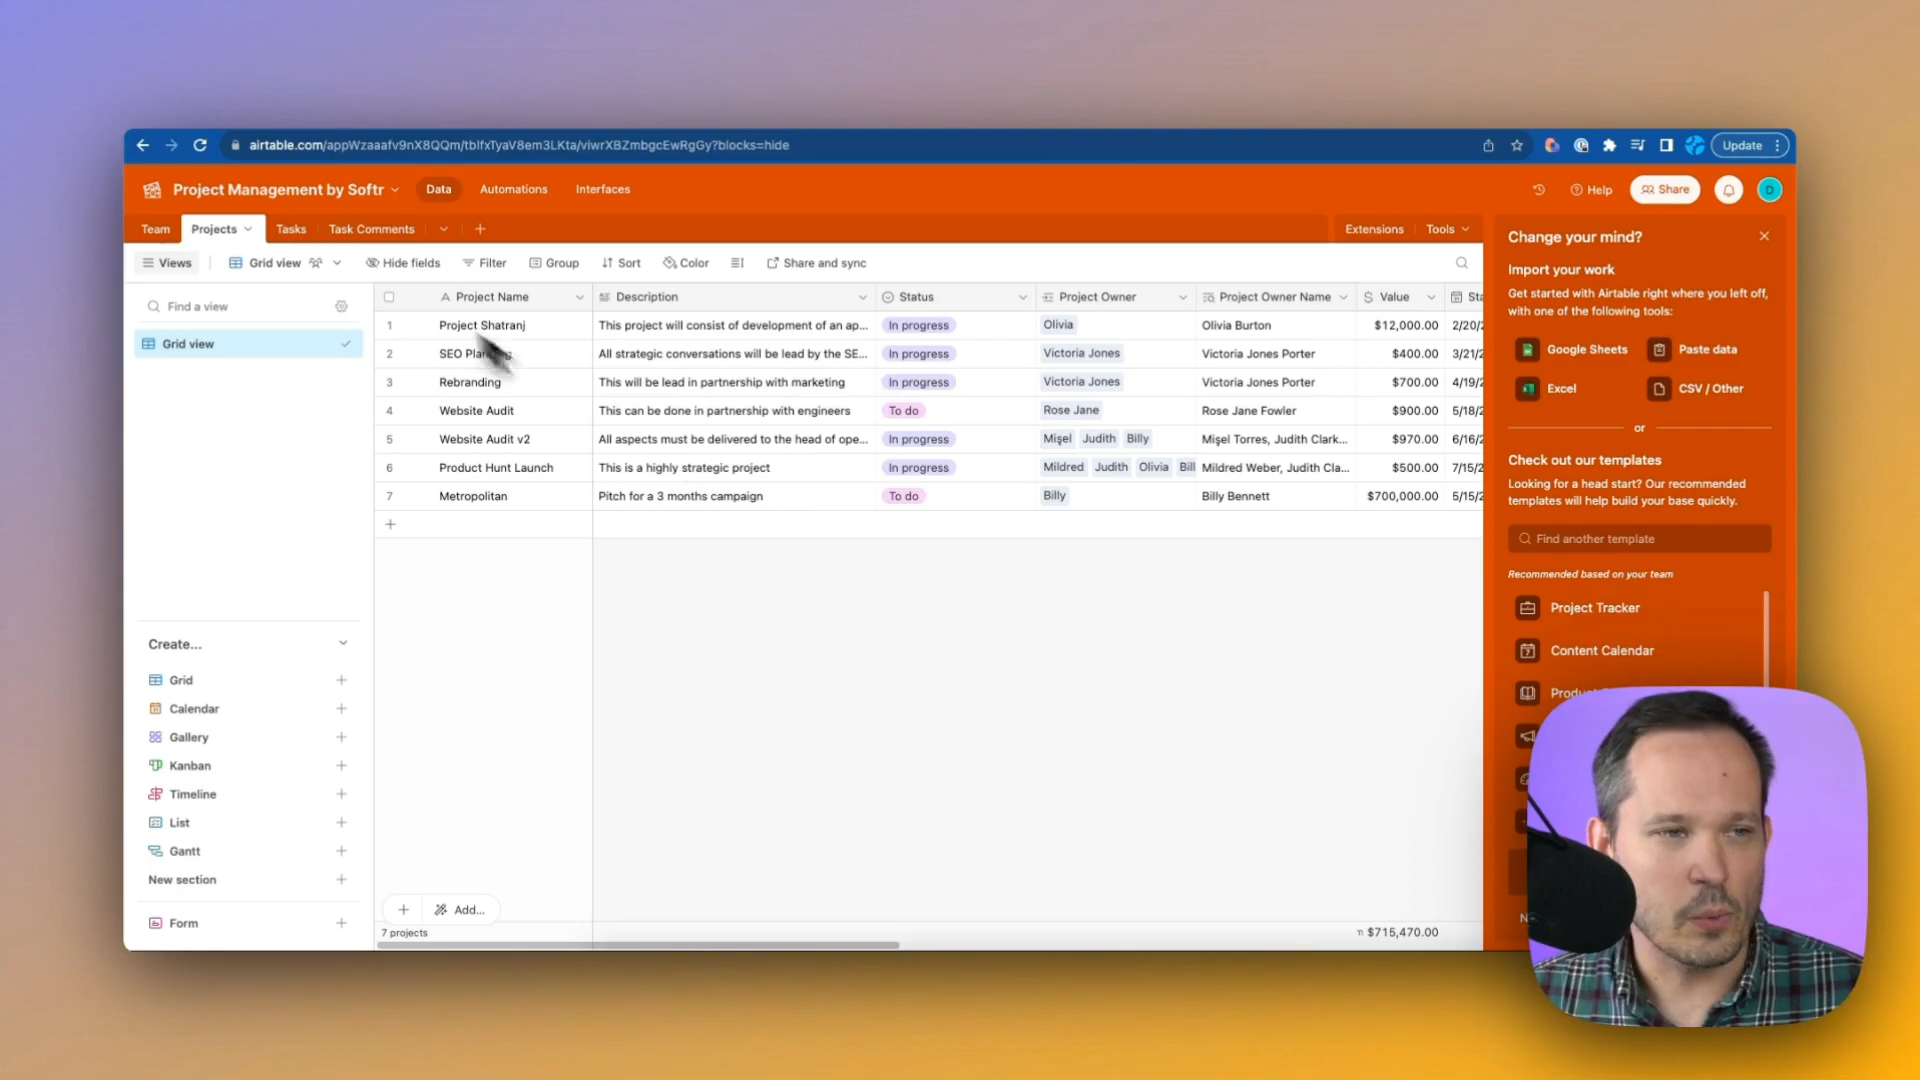 airtable.com/appWzaaafv9nX8QQm/tblfxTyaV8em3LKta/viwrXBZmbgcEwRgGy?blocks=hide
Update
Project Management by Softr
Data
Automations
Interfaces
Help
Share
D
Team
Projects
Tasks
Task Comments
Extensions
Tools
Views
Grid view
Hide fields
Filter
Group
Sort
Color
Share and sync
Find a view
Grid view
Create...
Grid
Calendar
Gallery
Kanban
Timeline
List
Gantt
New section
Form
Project Name Description Status Project Owner Project Owner Name Value Sta
1 Project Shatranj This project will consist of development of an ap... In progress Olivia Olivia Burton $12,000.00 2/20/2
2 SEO All strategic conversations will be lead by the SE... In progress Victoria Jones Victoria Jones Porter $400.00 3/21/2
3 Rebranding This will be lead in partnership with marketing In progress Victoria Jones Victoria Jones Porter $700.00 4/19/2
4 Website Audit This can be done in partnership with engineers To do Rose Jane Rose Jane Fowler $900.00 5/18/2
5 Website Audit v2 All aspects must be delivered to the head of ope... In progress Mişel Judith Billy Mişel Torres, Judith Clark... $970.00 6/16/2
6 Product Hunt Launch This is a highly strategic project In progress Mildred Judith Olivia Bill Mildred Weber, Judith Cla... $500.00 7/15/2
7 Metropolitan Pitch for a 3 months campaign To do Billy Billy Bennett $700,000.00 5/15/2
Add...
7 projects
$715,470.00
Change your mind?
Import your work
Get started with Airtable right where you left off,
with one of the following tools:
Google Sheets
Paste data
Excel
CSV / Other
or
Check out our templates
Looking for a head start? Our recommended
templates will help build your base quickly.
Find another template
Recommended based on your team
Project Tracker
Content Calendar